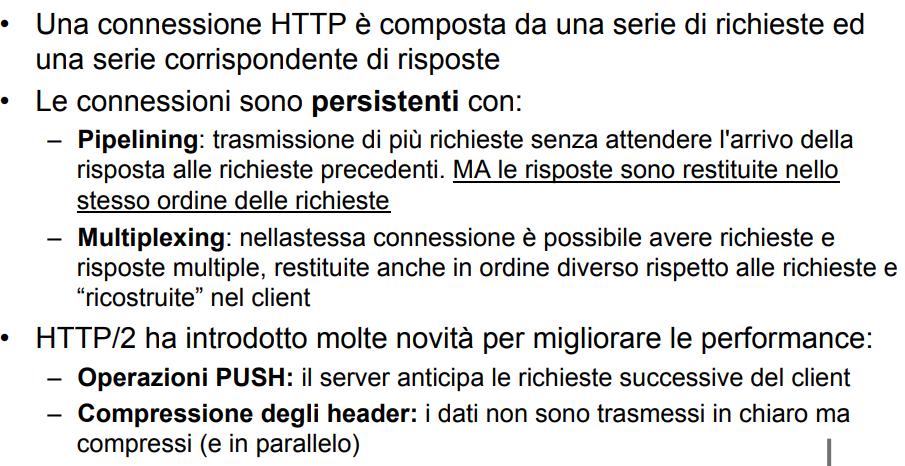 • Una connessione HTTP è composta da una serie di richieste ed
una serie corrispondente di risposte
• Le connessioni sono persistenti con:
– Pipelining: trasmissione di più richieste senza attendere l'arrivo della
risposta alle richieste precedenti. MA le risposte sono restituite nello
stesso ordine delle richieste
– Multiplexing: nellastessa connessione è possibile avere richieste e
risposte multiple, restituite anche in ordine diverso rispetto alle richieste e
“ricostruite” nel client
• HTTP/2 ha introdotto molte novità per migliorare le performance:
– Operazioni PUSH: il server anticipa le richieste successive del client
– Compressione degli header: i dati non sono trasmessi in chiaro ma
compressi (e in parallelo)